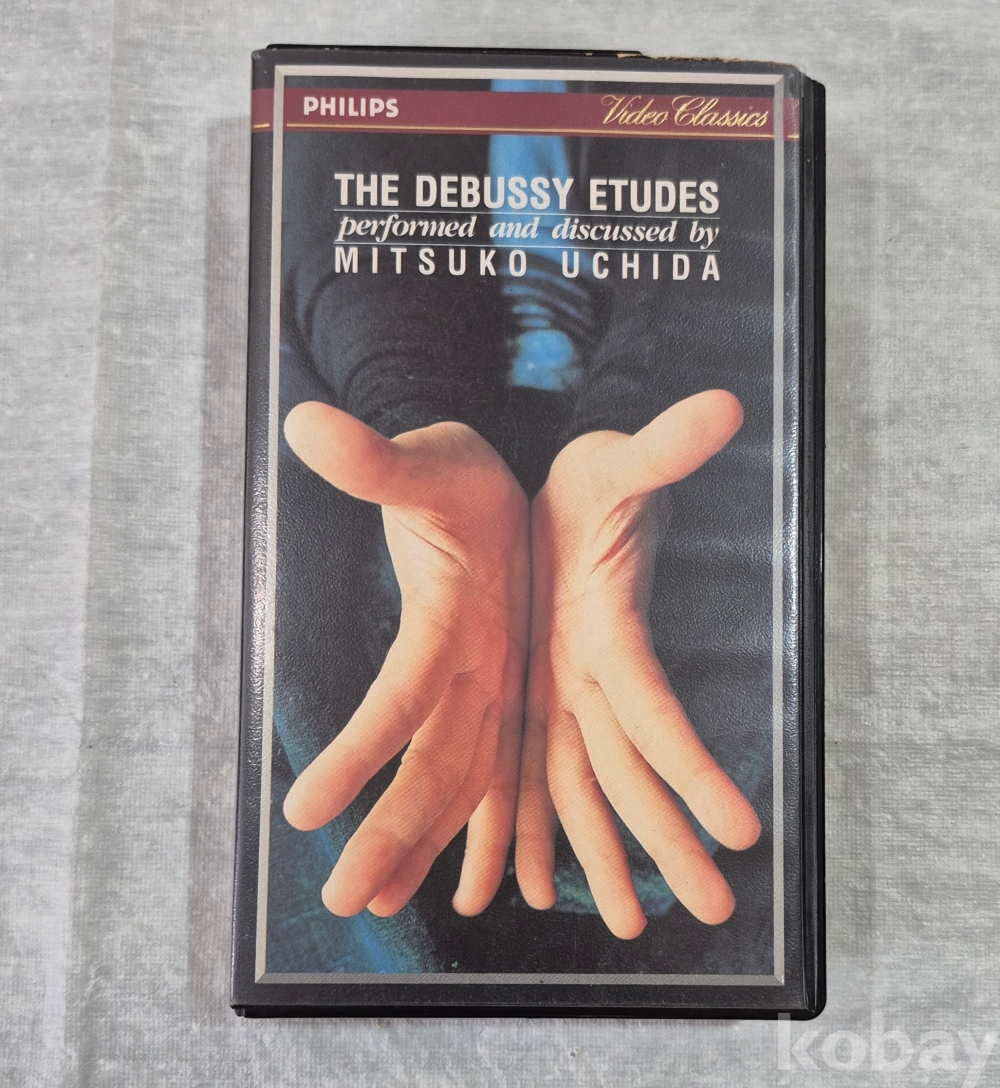 PHILIPS Video Classics
THE DEBUSSY ETUDES
performed and discussed by
MITSUKO UCHIDA
kobay